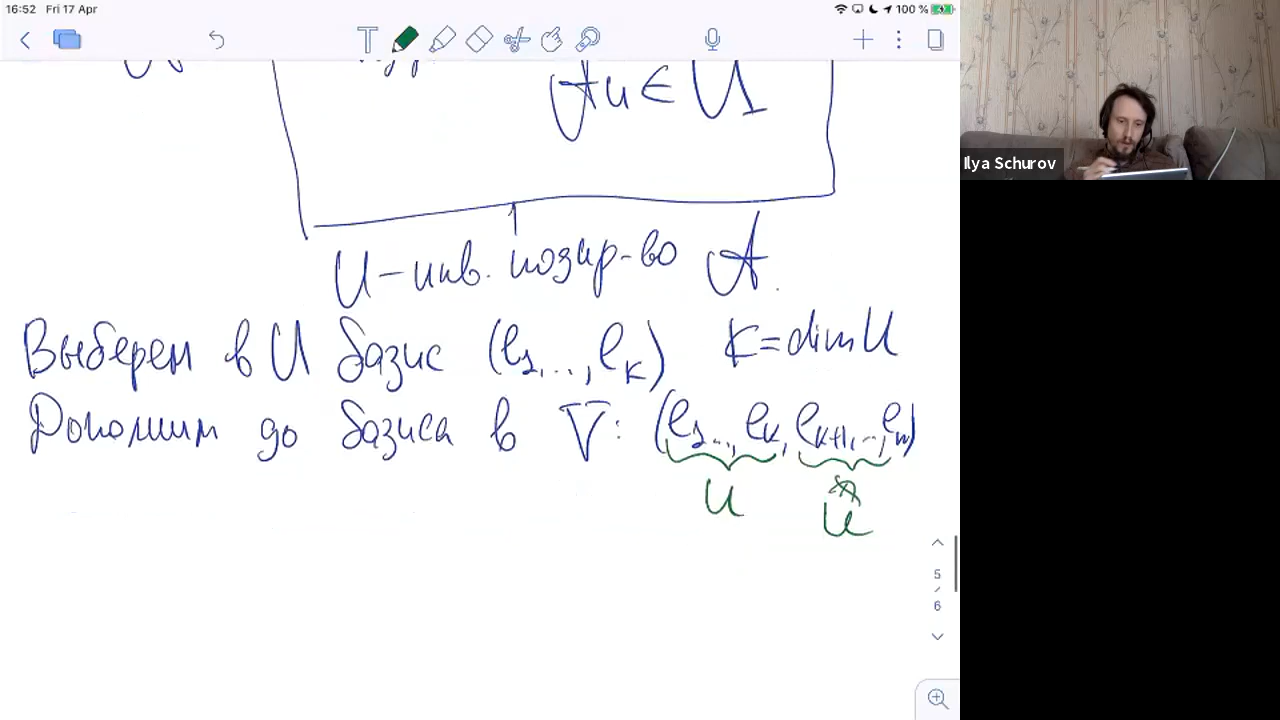 16:52 Fri 17 Apr 100 %
Au ∈ U
U – инв. подпр-во A.
Ilya Schurov
Выберем в U базис (e₁,...,eₖ) k = dim U
Дополним до базиса в V: (e₁,...,eₖ, eₖ₊₁,...,eₙ)
U ∉ U
5
6